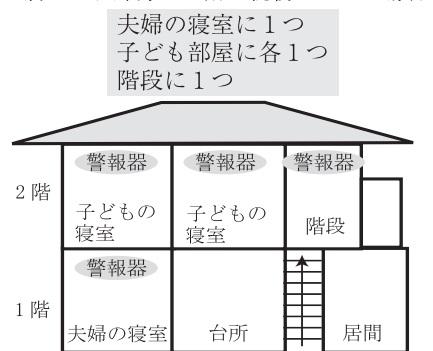 夫婦の寝室に１つ
子ども部屋に各１つ
階段に１つ
警報器
警報器
警報器
2階
子どもの
寝室
子どもの
寝室
階段
警報器
1階
夫婦の寝室
台所
居間